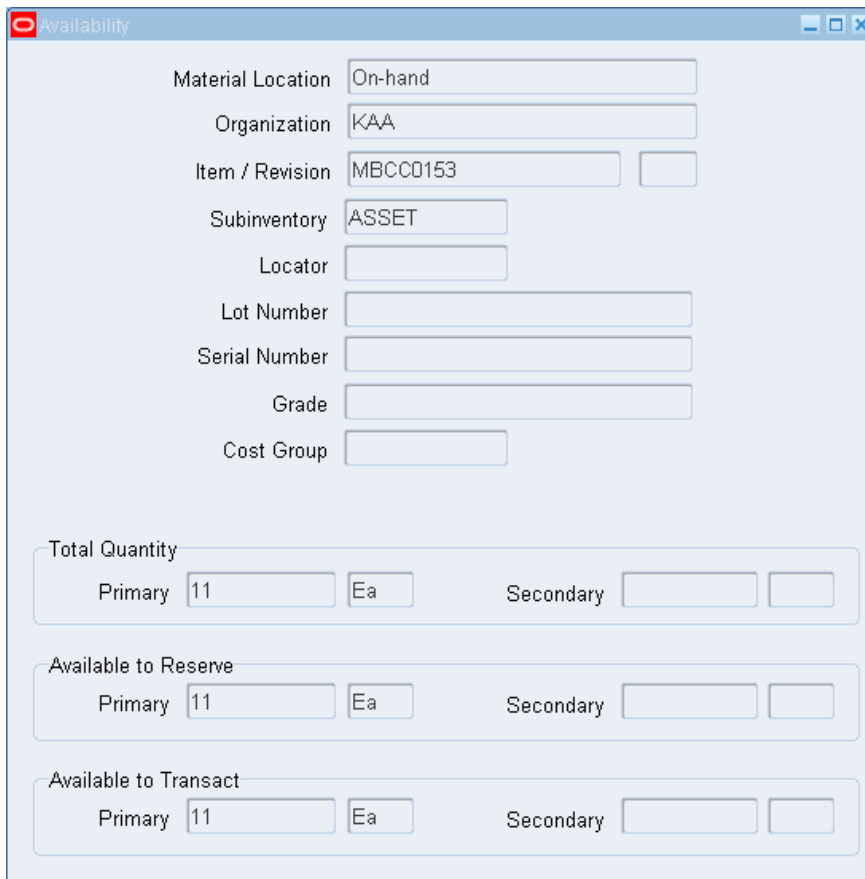 Availability
Material Location On-hand
Organization KAA
Item / Revision MBCC0153
Subinventory ASSET
Locator
Lot Number
Serial Number
Grade
Cost Group
Total Quantity
Primary 11 Ea Secondary
Available to Reserve
Primary 11 Ea Secondary
Available to Transact
Primary 11 Ea Secondary